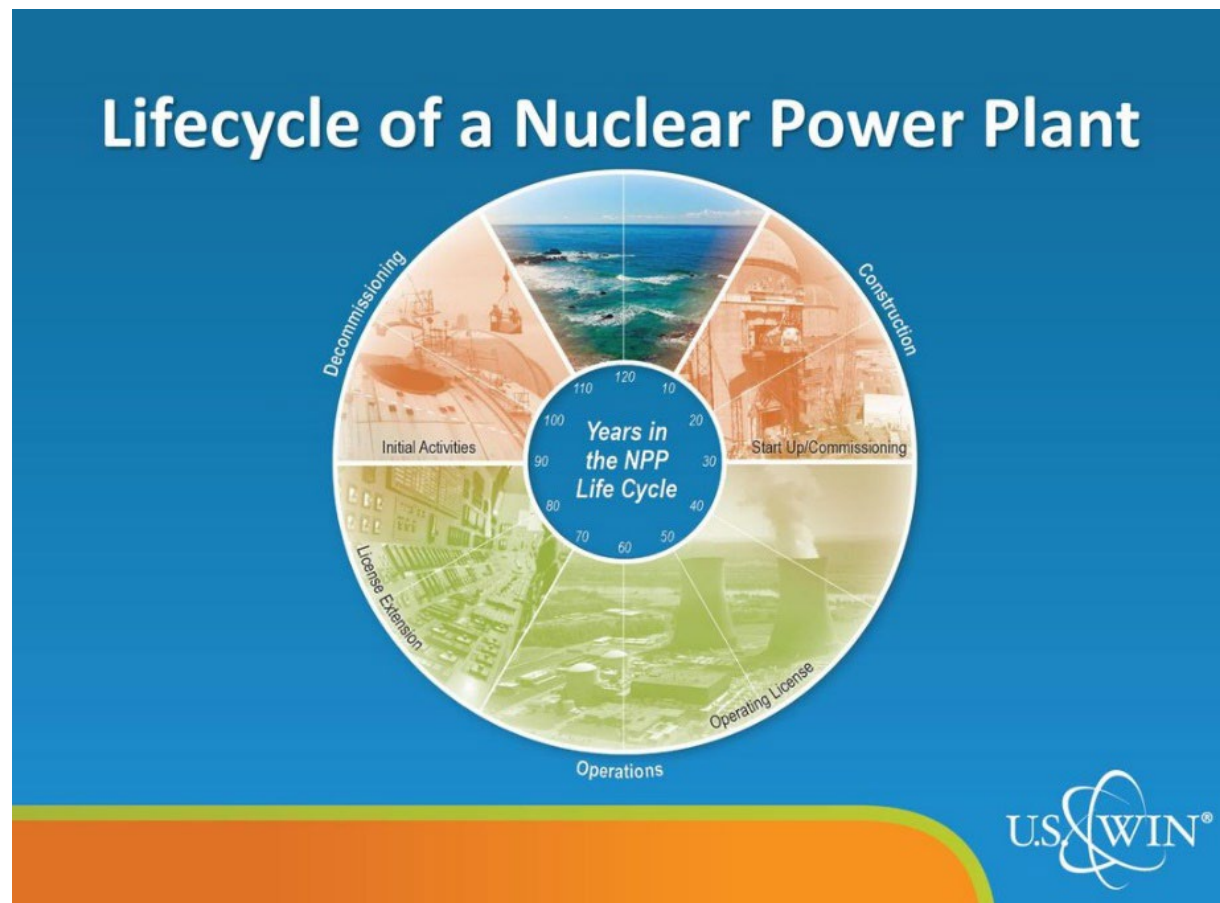 Lifecycle of a Nuclear Power Plant
Decommissioning
Construction
Initial Activities
Start Up/Commissioning
120
10
20
30
40
50
60
70
80
90
100
110
Years in
the NPP
Life Cycle
License Extension
Operating License
Operations
U.S. WIN®